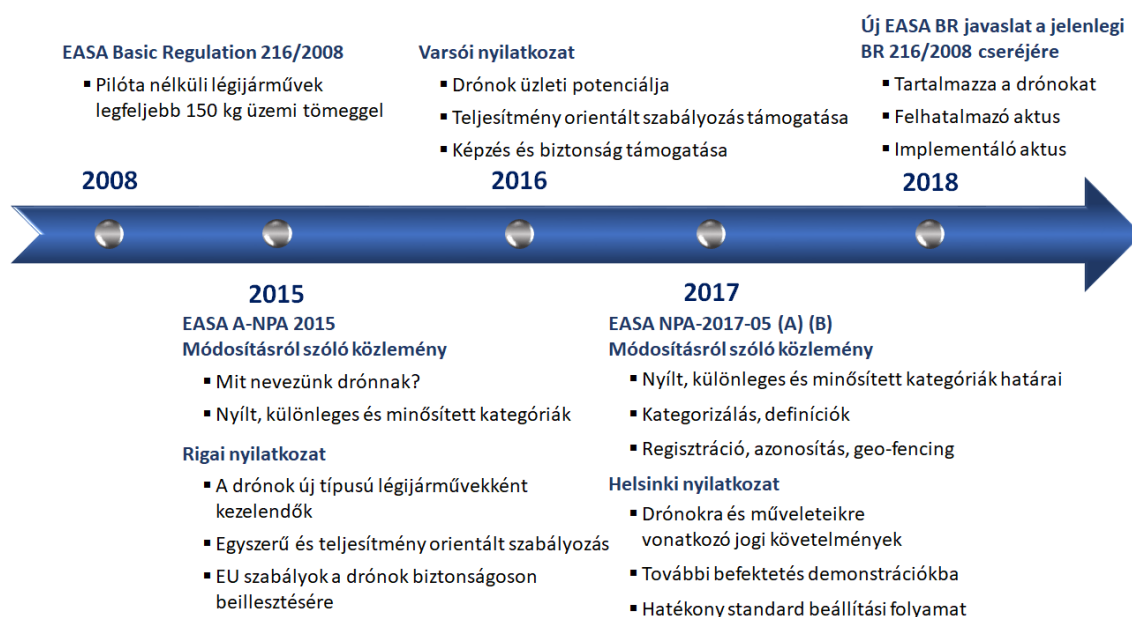 EASA Basic Regulation 216/2008
▪ Pilóta nélküli légijárművek
legfeljebb 150 kg üzemi tömeggel
2008
Varsói nyilatkozat
▪ Drónok üzleti potenciálja
▪ Teljesítmény orientált szabályozás támogatása
▪ Képzés és biztonság támogatása
2016
Új EASA BR javaslat a jelenlegi
BR 216/2008 cseréjére
▪ Tartalmazza a drónokat
▪ Felhatalmazó aktus
▪ Implementáló aktus
2018
2015
EASA A-NPA 2015
Módosításról szóló közlemény
▪ Mit nevezünk drónnak?
▪ Nyílt, különleges és minősített kategóriák
Rigai nyilatkozat
▪ A drónok új típusú légijárművekként
kezelendők
▪ Egyszerű és teljesítmény orientált szabályozás
▪ EU szabályok a drónok biztonságoson
beillesztésére
2017
EASA NPA-2017-05 (A) (B)
Módosításról szóló közlemény
▪ Nyílt, különleges és minősített kategóriák határai
▪ Kategorizálás, definíciók
▪ Regisztráció, azonosítás, geo-fencing
Helsinki nyilatkozat
▪ Drónokra és műveleteikre
vonatkozó jogi követelmények
▪ További befektetés demonstrációkba
▪ Hatékony standard beállítási folyamat